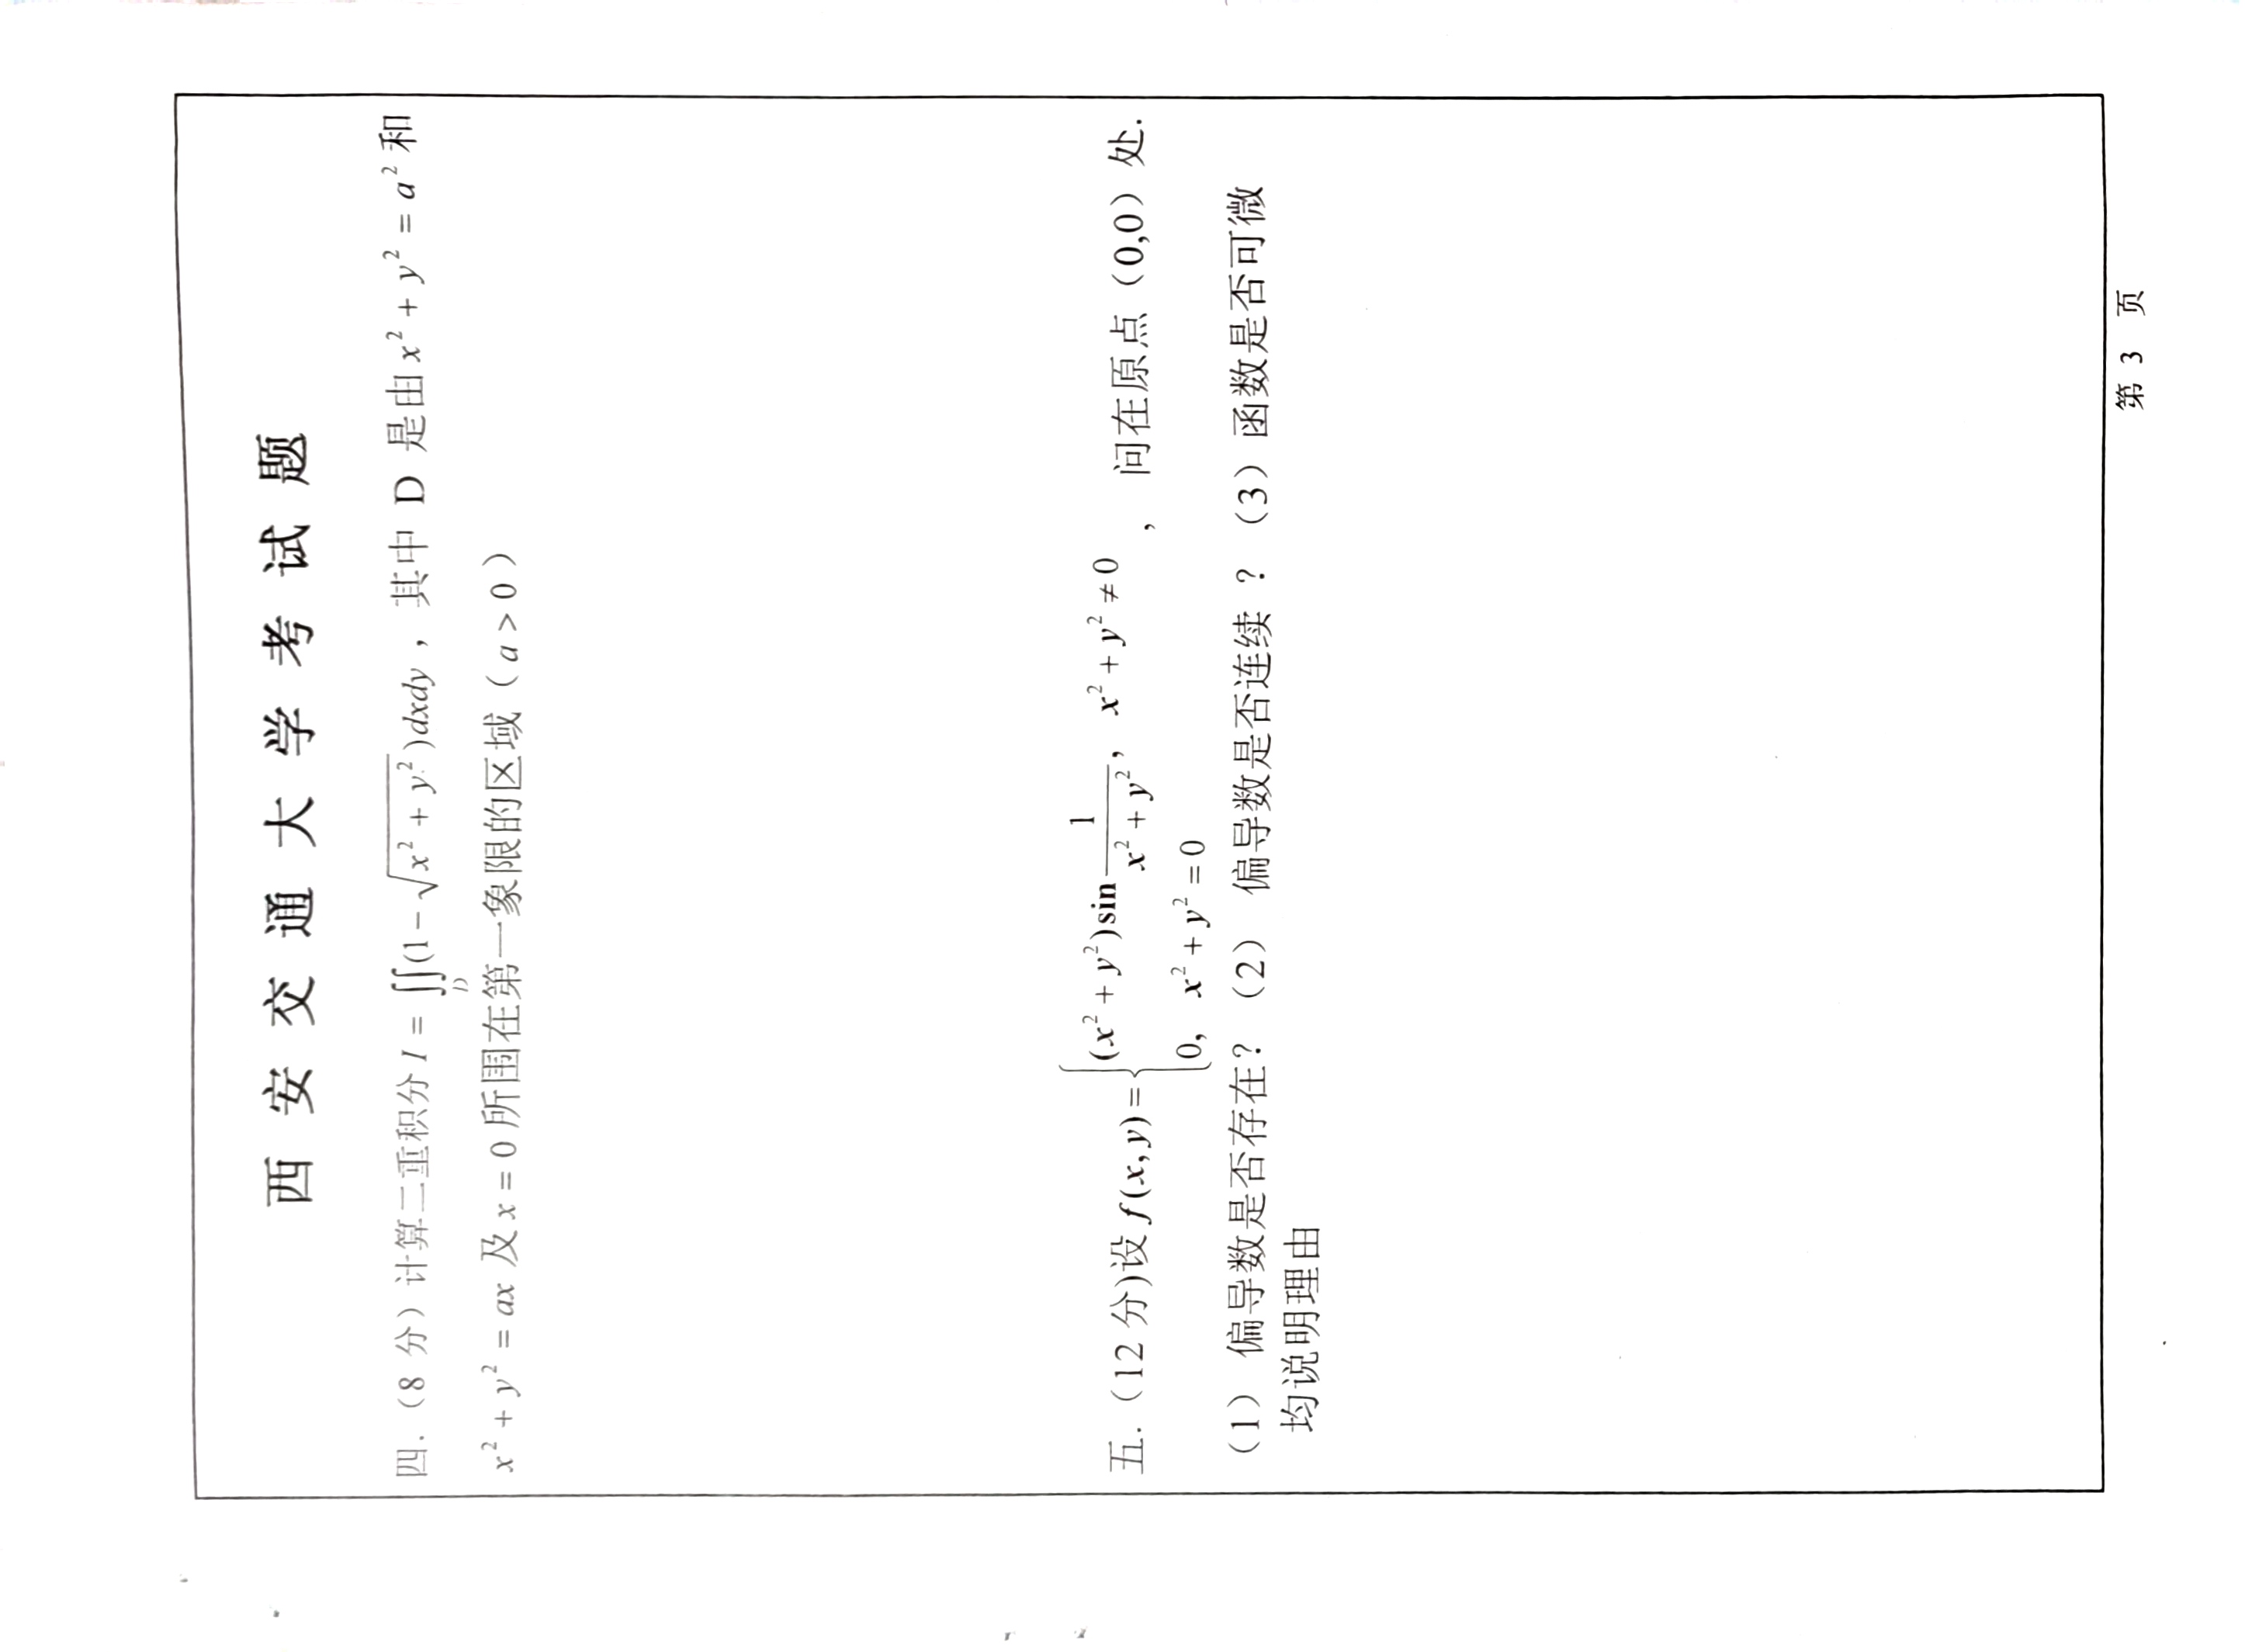 西安交通大学考试题
四.（8 分）计算二重积分 $I = \iint\limits_{D} (1 - \sqrt{x^2 + y^2})dxdy$，其中 D 是由 $x^2 + y^2 = a^2$ 和
$x^2 + y^2 = ax$ 及 $x = 0$ 所围在第一象限的区域（$a > 0$）
五.（12 分)设 $f(x,y) = \begin{cases} (x^2 + y^2)\sin\frac{1}{x^2 + y^2}, & x^2 + y^2 \neq 0 \\ 0, & x^2 + y^2 = 0 \end{cases}$，问在原点（0,0）处.
（1）偏导数是否存在？（2）偏导数是否连续？（3）函数是否可微
均说明理由
第 3 页